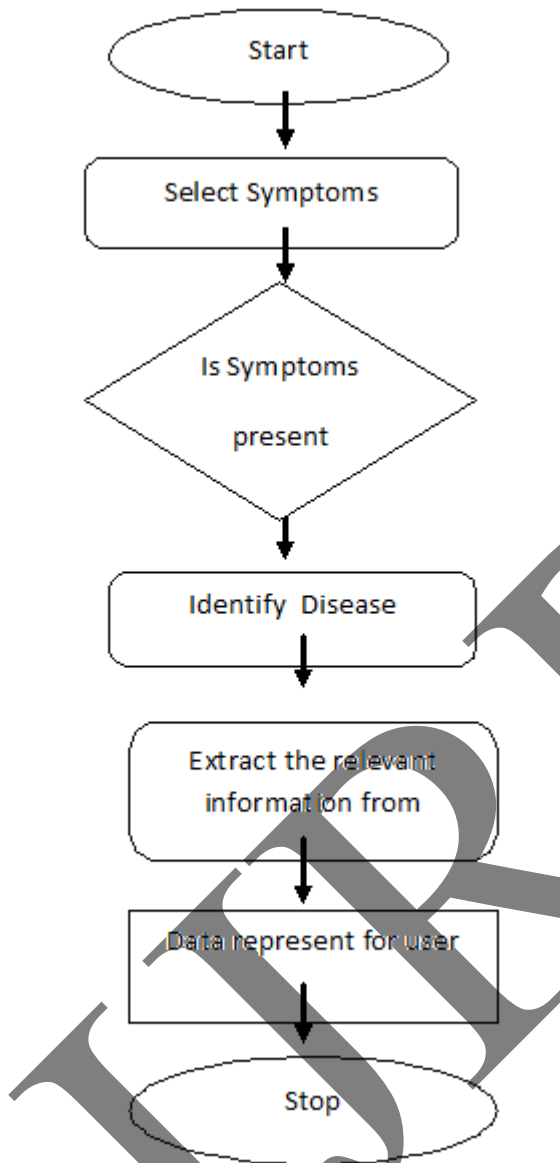 Start
Select Symptoms
Is Symptoms
present
Identify Disease
Extract the relevant
information from
Data represent for user
Stop